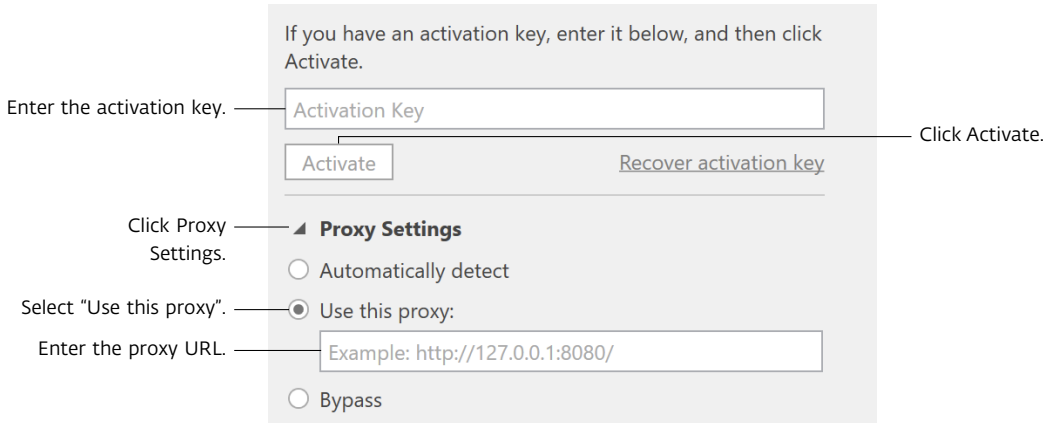 If you have an activation key, enter it below, and then click
Activate.
Enter the activation key.
Activation Key
Click Activate.
Activate
Recover activation key
Click Proxy
Settings.
Proxy Settings
Automatically detect
Select “Use this proxy”.
Use this proxy:
Enter the proxy URL.
Example: http://127.0.0.1:8080/
Bypass